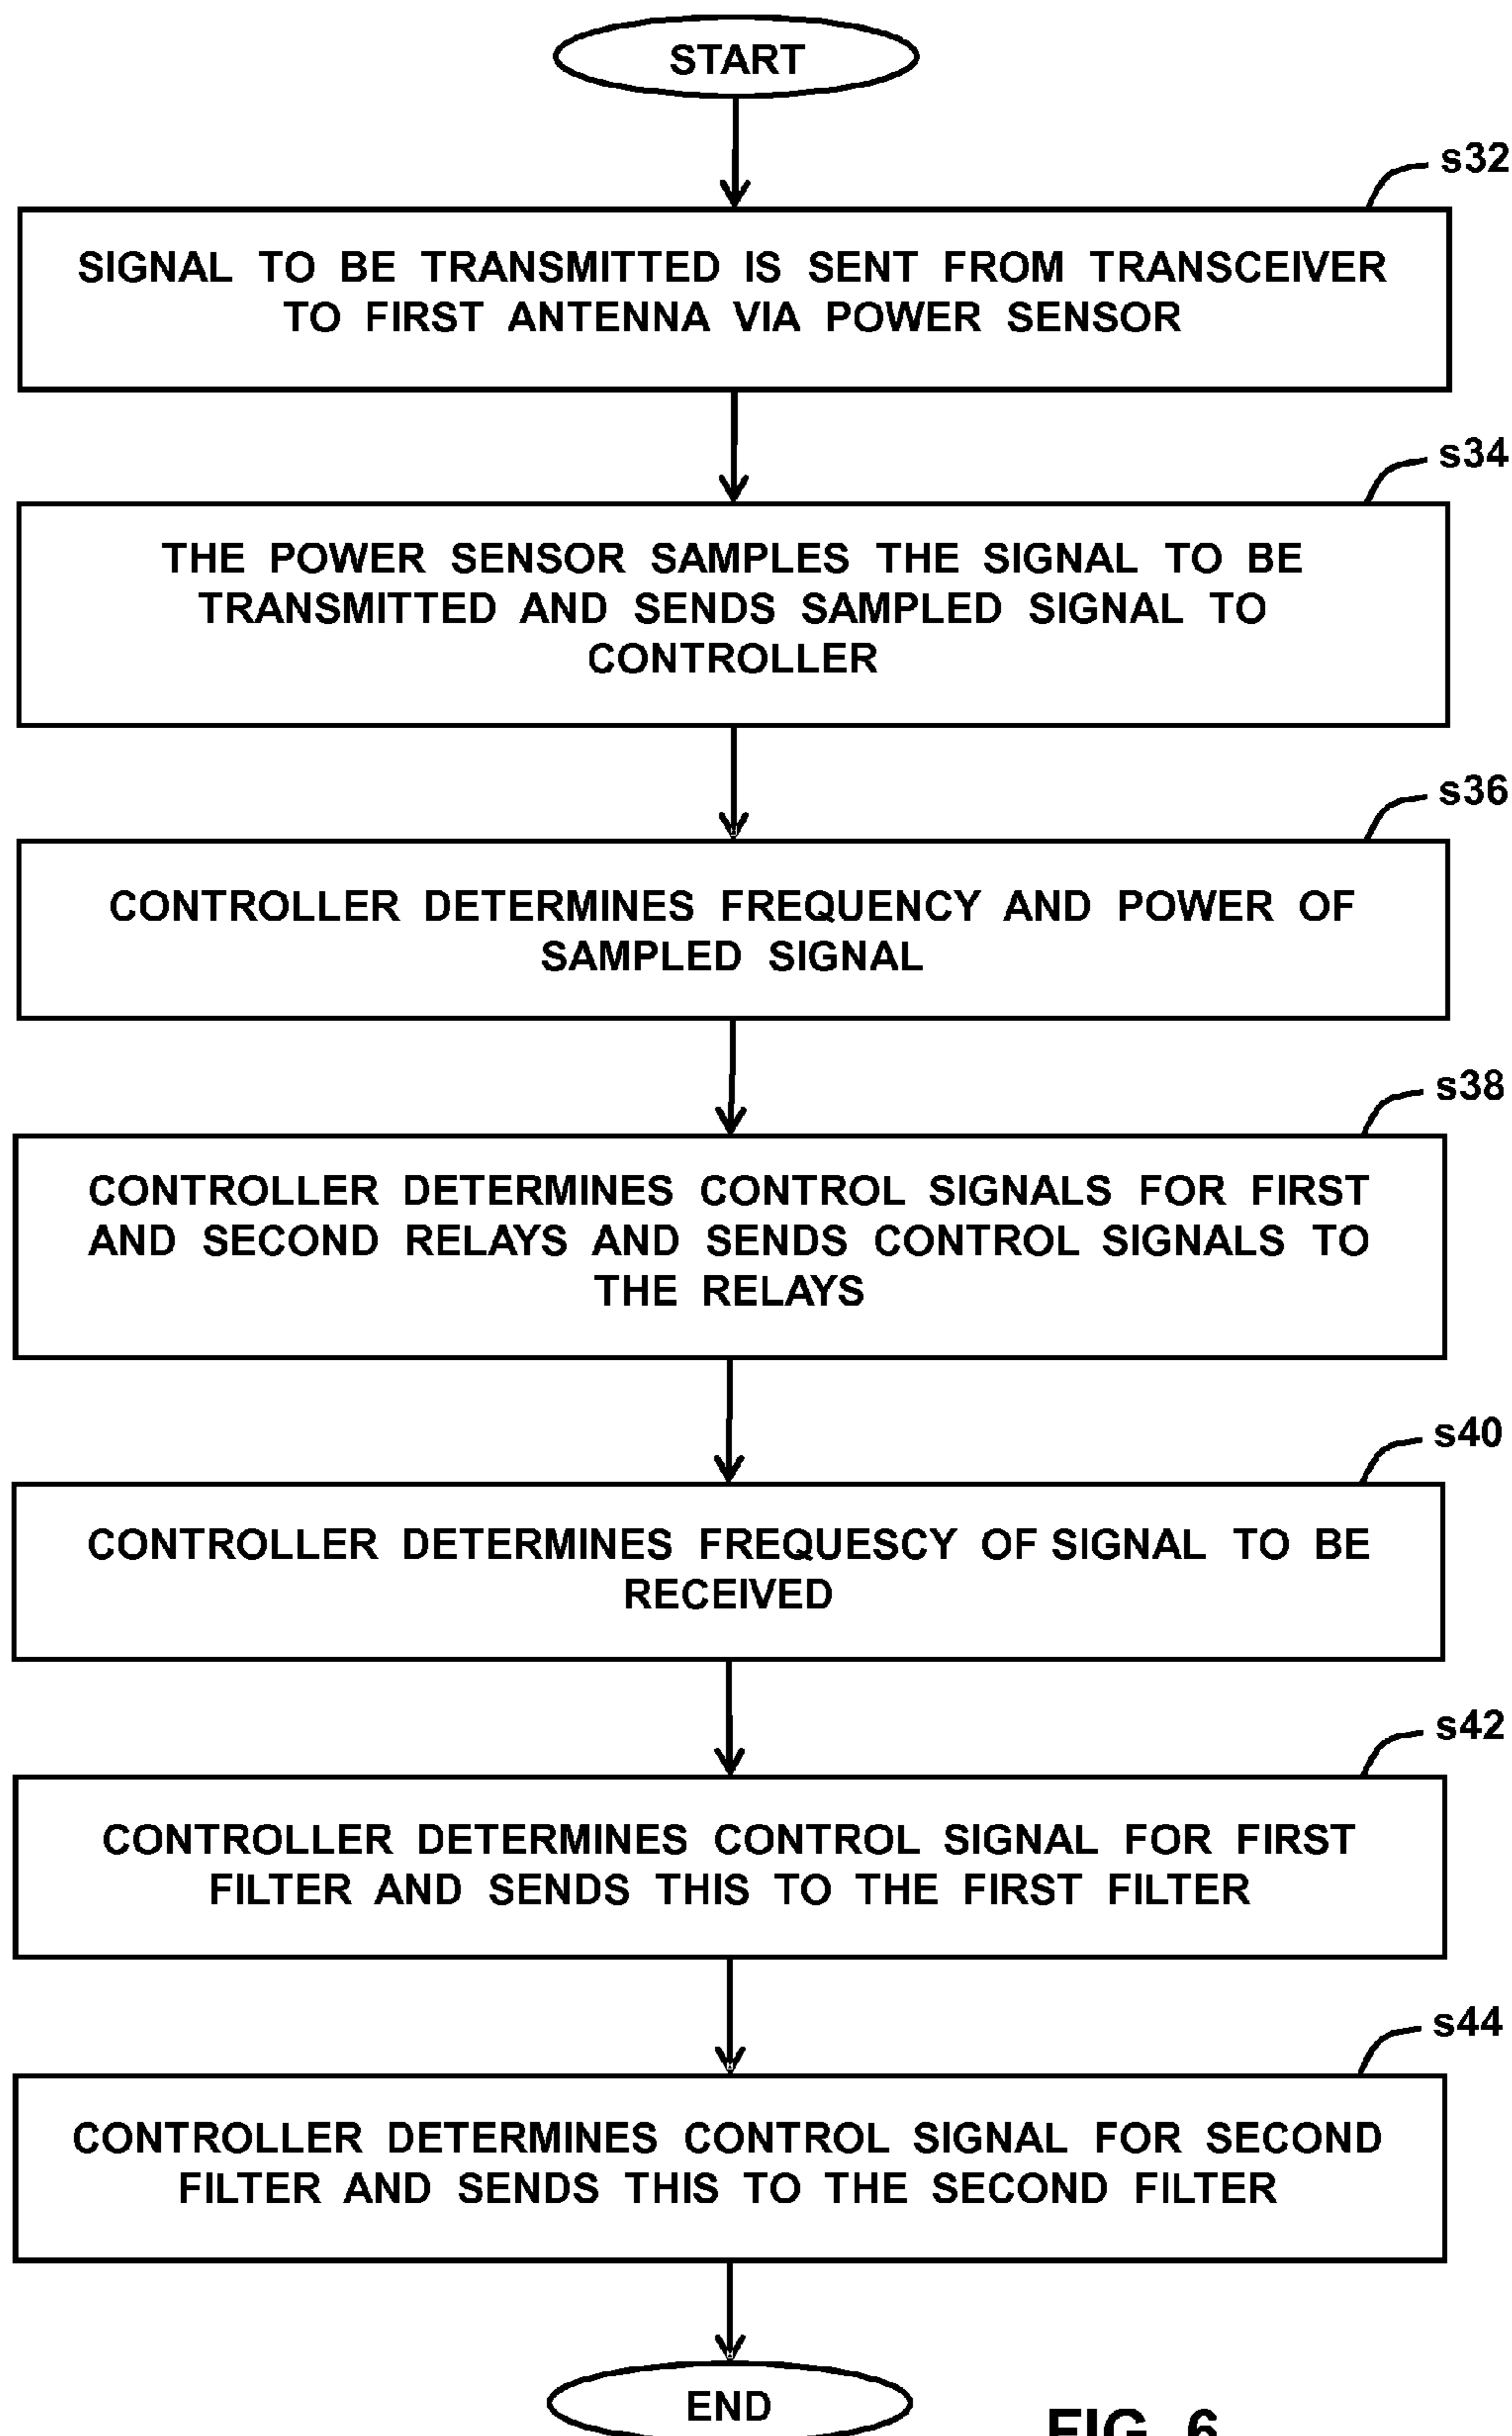 START
s32
SIGNAL TO BE TRANSMITTED IS SENT FROM TRANSCEIVER
TO FIRST ANTENNA VIA POWER SENSOR
s34
THE POWER SENSOR SAMPLES THE SIGNAL TO BE
TRANSMITTED AND SENDS SAMPLED SIGNAL TO
CONTROLLER
s36
CONTROLLER DETERMINES FREQUENCY AND POWER OF
SAMPLED SIGNAL
s38
CONTROLLER DETERMINES CONTROL SIGNALS FOR FIRST
AND SECOND RELAYS AND SENDS CONTROL SIGNALS TO
THE RELAYS
s40
CONTROLLER DETERMINES FREQUESCY OF SIGNAL TO BE
RECEIVED
s42
CONTROLLER DETERMINES CONTROL SIGNAL FOR FIRST
FILTER AND SENDS THIS TO THE FIRST FILTER
s44
CONTROLLER DETERMINES CONTROL SIGNAL FOR SECOND
FILTER AND SENDS THIS TO THE SECOND FILTER
END
FIG. 6